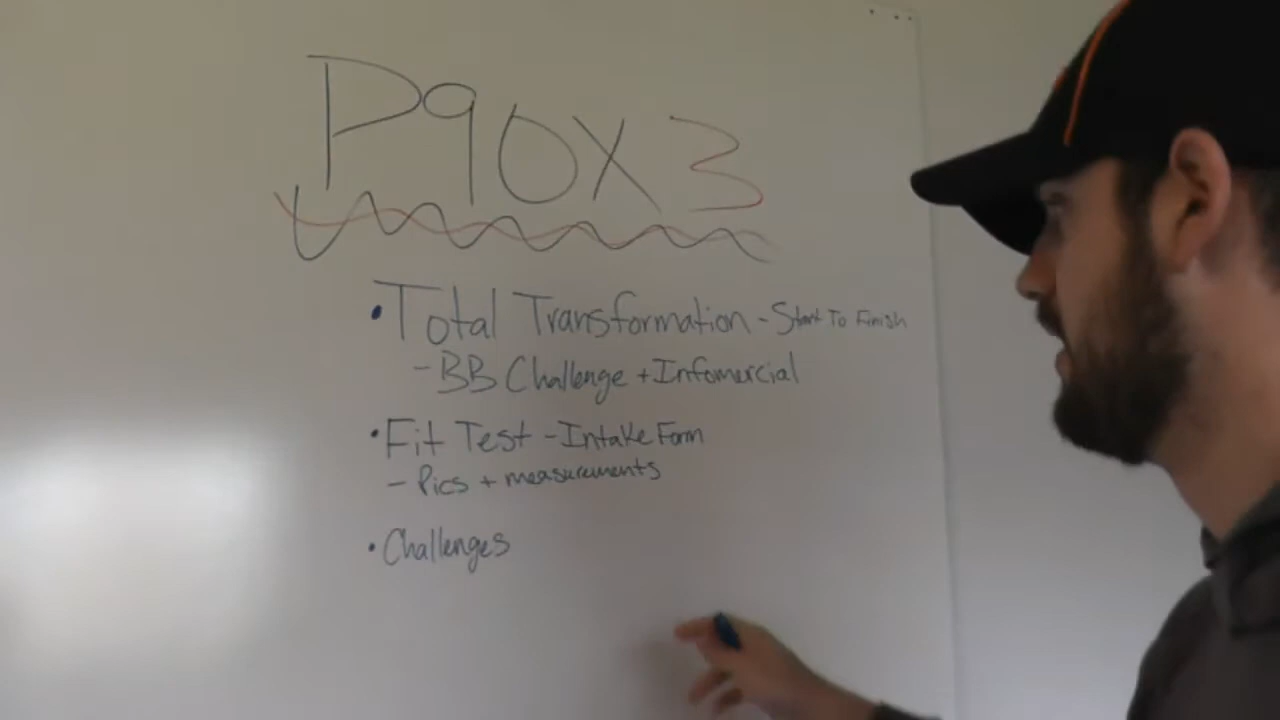 P90X3
• Total Transformation - Start To Finish
- BB Challenge + Infomercial
• Fit Test - Intake Form
- Pics + measurements
• Challenges